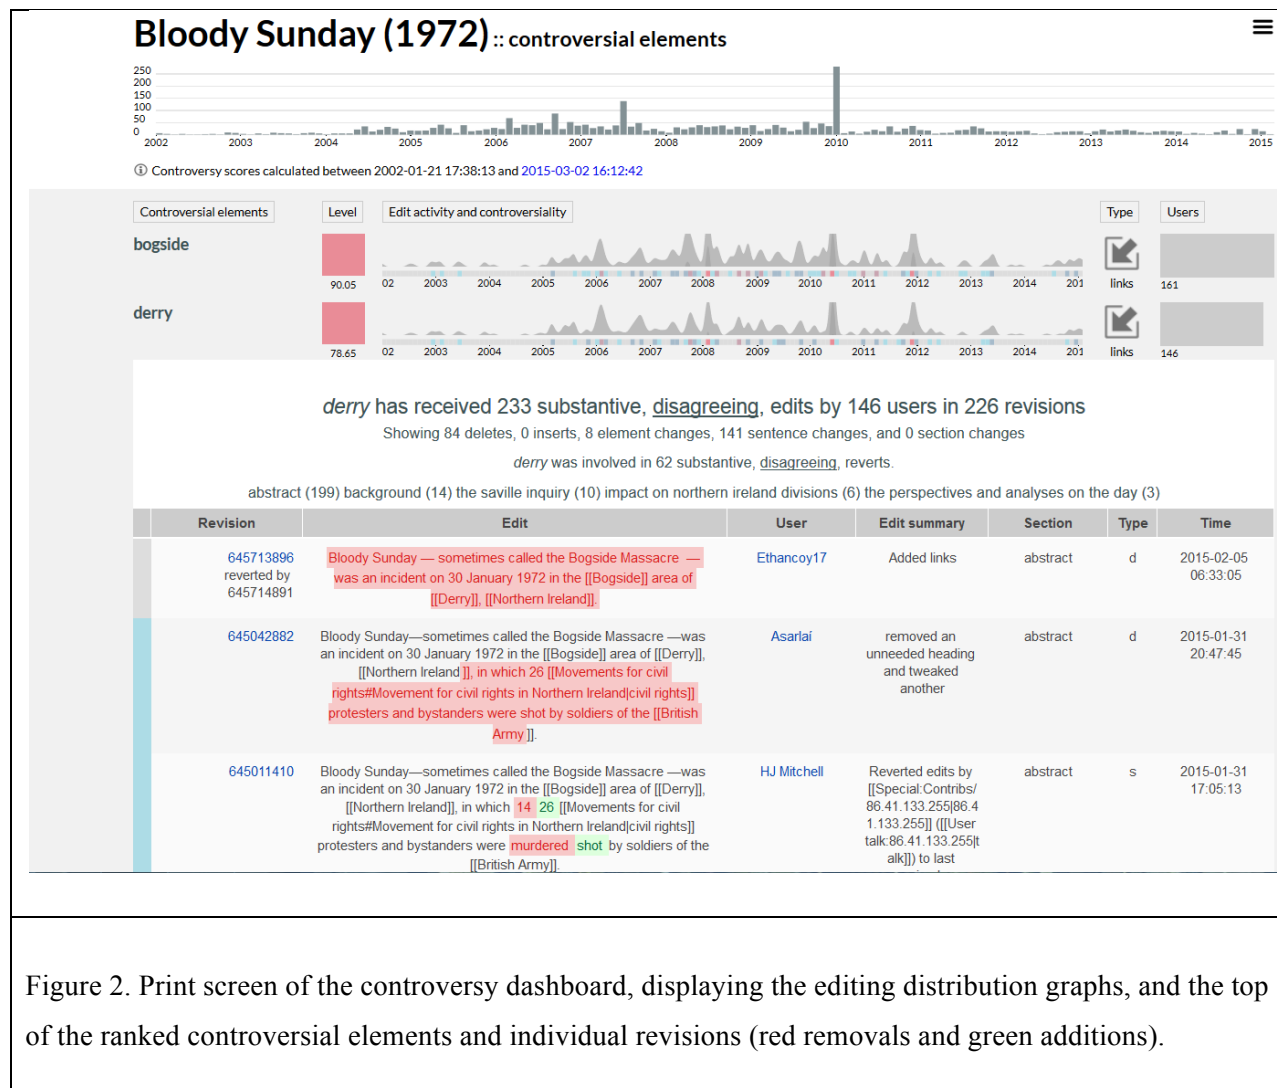 Bloody Sunday (1972) :: controversial elements
250
200
150
100
50
0
2002 2003 2004 2005 2006 2007 2008 2009 2010 2011 2012 2013 2014 2015
Controversy scores calculated between 2002-01-21 17:38:13 and 2015-03-02 16:12:42
Controversial elements Level Edit activity and controversiality Type Users
bogside
90.05 02 2003 2004 2005 2006 2007 2008 2009 2010 2011 2012 2013 2014 201 links 161
derry
78.65 02 2003 2004 2005 2006 2007 2008 2009 2010 2011 2012 2013 2014 201 links 146
derry has received 233 substantive, disagreeing, edits by 146 users in 226 revisions
Showing 84 deletes, 0 inserts, 8 element changes, 141 sentence changes, and 0 section changes
derry was involved in 62 substantive, disagreeing, reverts.
abstract (199) background (14) the saville inquiry (10) impact on northern ireland divisions (6) the perspectives and analyses on the day (3)
Revision Edit User Edit summary Section Type Time
645713896 Bloody Sunday — sometimes called the Bogside Massacre — Ethancoy17 Added links abstract d 2015-02-05
reverted by was an incident on 30 January 1972 in the [[Bogside]] area of 06:33:05
645714891 [[Derry]], [[Northern Ireland]].
645042882 Bloody Sunday—sometimes called the Bogside Massacre —was Asarlaí removed an abstract d 2015-01-31
an incident on 30 January 1972 in the [[Bogside]] area of [[Derry]], unneeded heading 20:47:45
[[Northern Ireland ]], in which 26 [[Movements for civil and tweaked
rights#Movement for civil rights in Northern Ireland|civil rights]] another
protesters and bystanders were shot by soldiers of the [[British
Army ]].
645011410 Bloody Sunday—sometimes called the Bogside Massacre —was HJ Mitchell Reverted edits by abstract s 2015-01-31
an incident on 30 January 1972 in the [[Bogside]] area of [[Derry]], [[Special:Contribs/ 17:05:13
[[Northern Ireland]], in which 14 26 [[Movements for civil 86.41.133.255|86.4
rights#Movement for civil rights in Northern Ireland|civil rights]] 1.133.255]] ([[User
protesters and bystanders were murdered shot by soldiers of the talk:86.41.133.255|t
[[British Army]]. alk]]) to last
Figure 2. Print screen of the controversy dashboard, displaying the editing distribution graphs, and the top
of the ranked controversial elements and individual revisions (red removals and green additions).